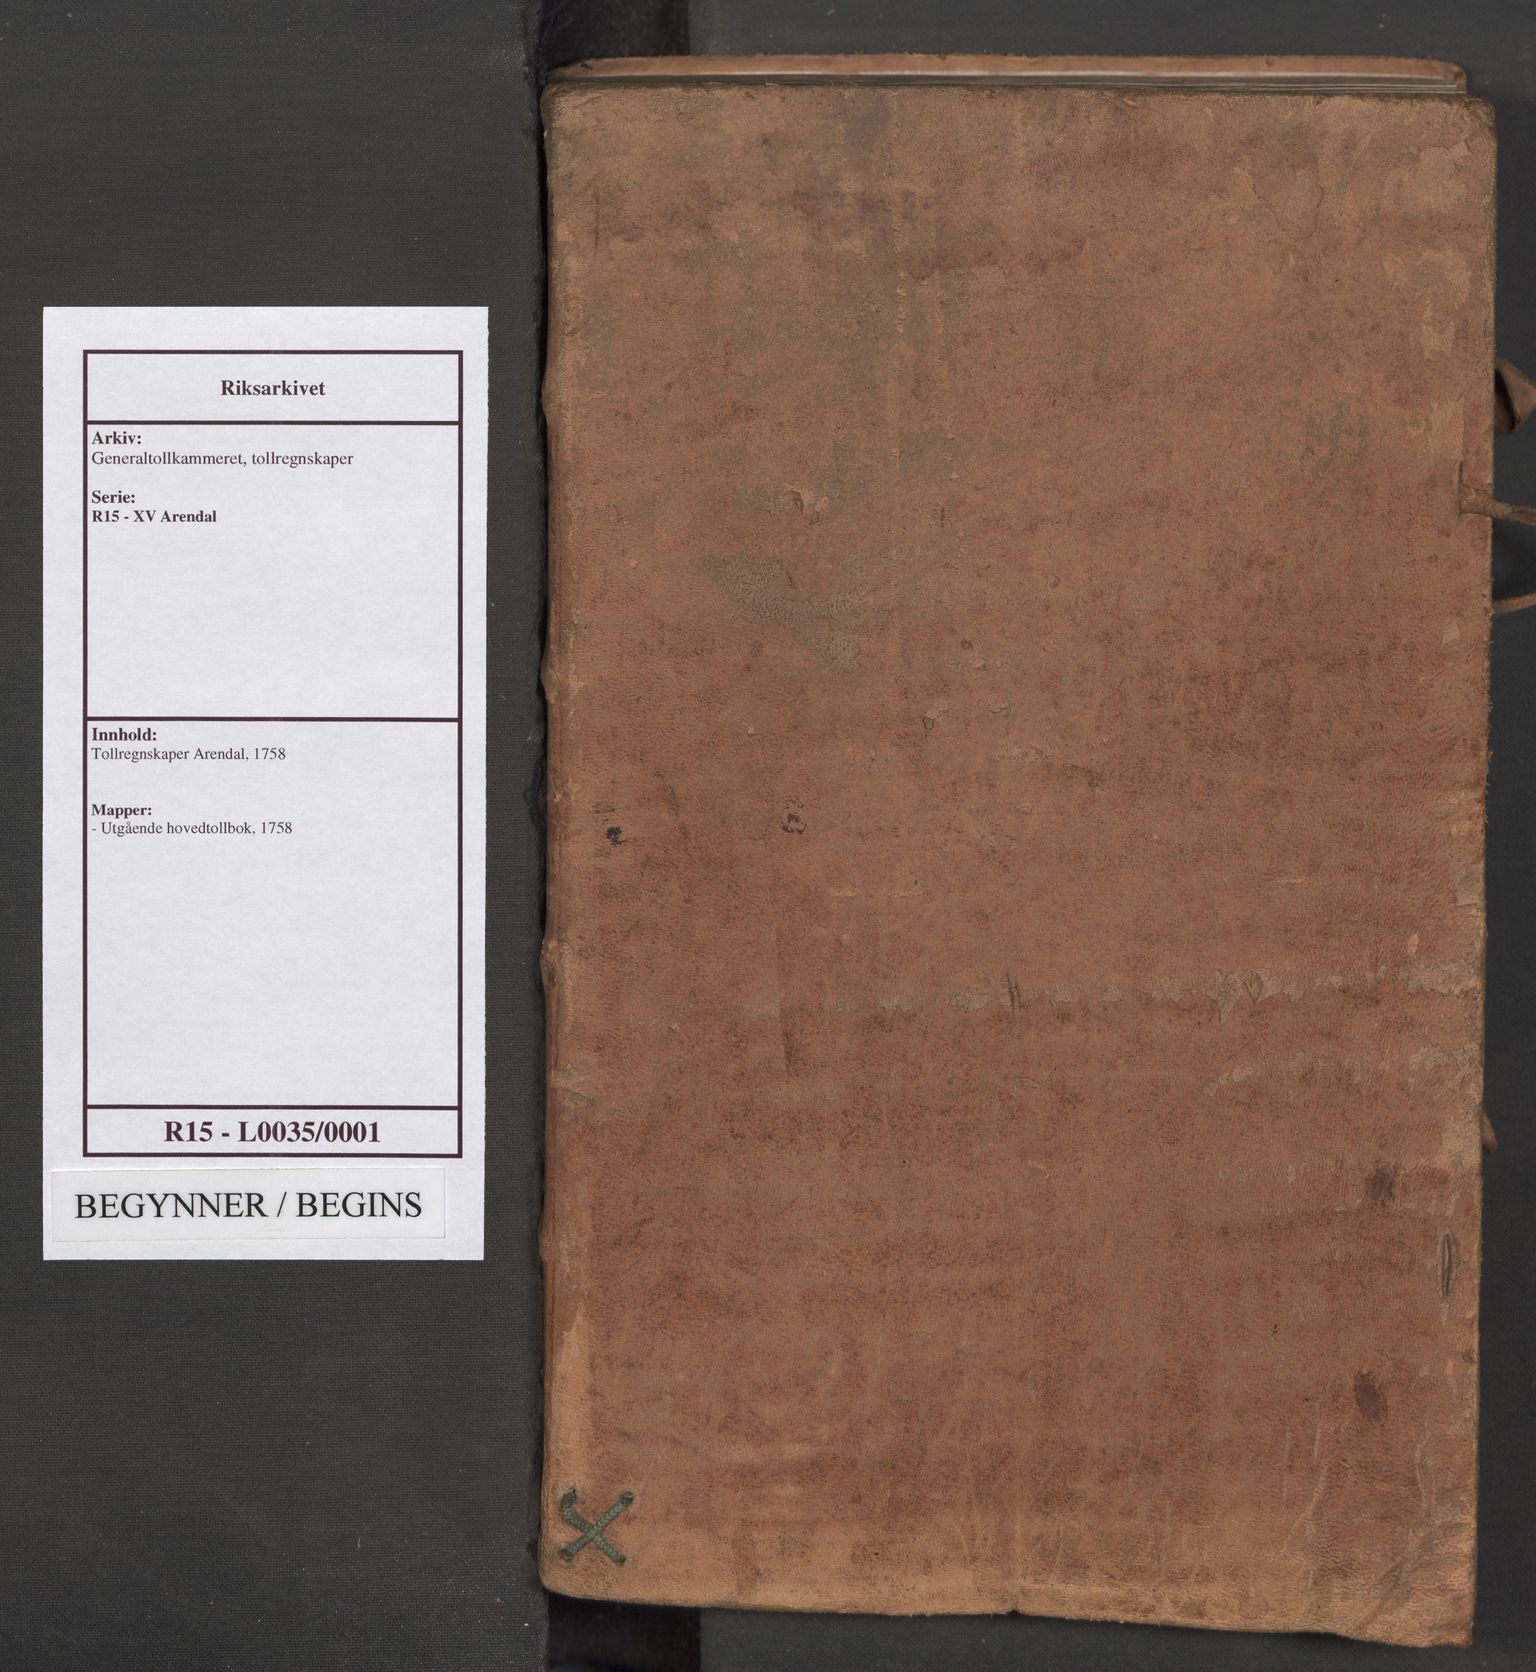 Riksarkivet
Arkiv:
Generaltollkammeret, tollregnskaper
Serie:
R15 - XV Arendal
Innhold:
Tollregnskaper Arendal, 1758
Mapper:
- Utgående hovedtollbok, 1758
R15 - L0035/0001
BEGYNNER / BEGINS